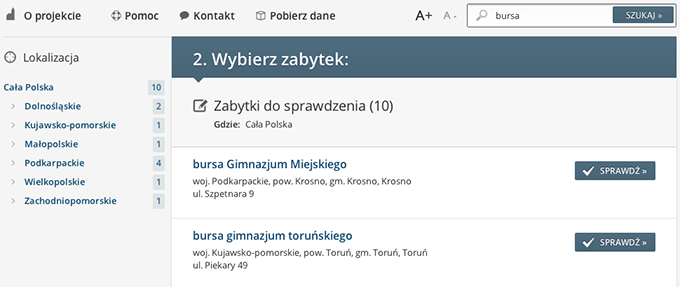 O projekcie Pomoc Kontakt Pobierz dane A+ A - bursa SZUKAJ »
Lokalizacja
Cała Polska 10
Dolnośląskie 2
Kujawsko-pomorskie 1
Małopolskie 1
Podkarpackie 4
Wielkopolskie 1
Zachodniopomorskie 1
2. Wybierz zabytek:
Zabytki do sprawdzenia (10)
Gdzie: Cała Polska
bursa Gimnazjum Miejskiego
woj. Podkarpackie, pow. Krosno, gm. Krosno, Krosno
ul. Szpetnara 9
SPRAWDŹ »
bursa gimnazjum toruńskiego
woj. Kujawsko-pomorskie, pow. Toruń, gm. Toruń, Toruń
ul. Piekary 49
SPRAWDŹ »